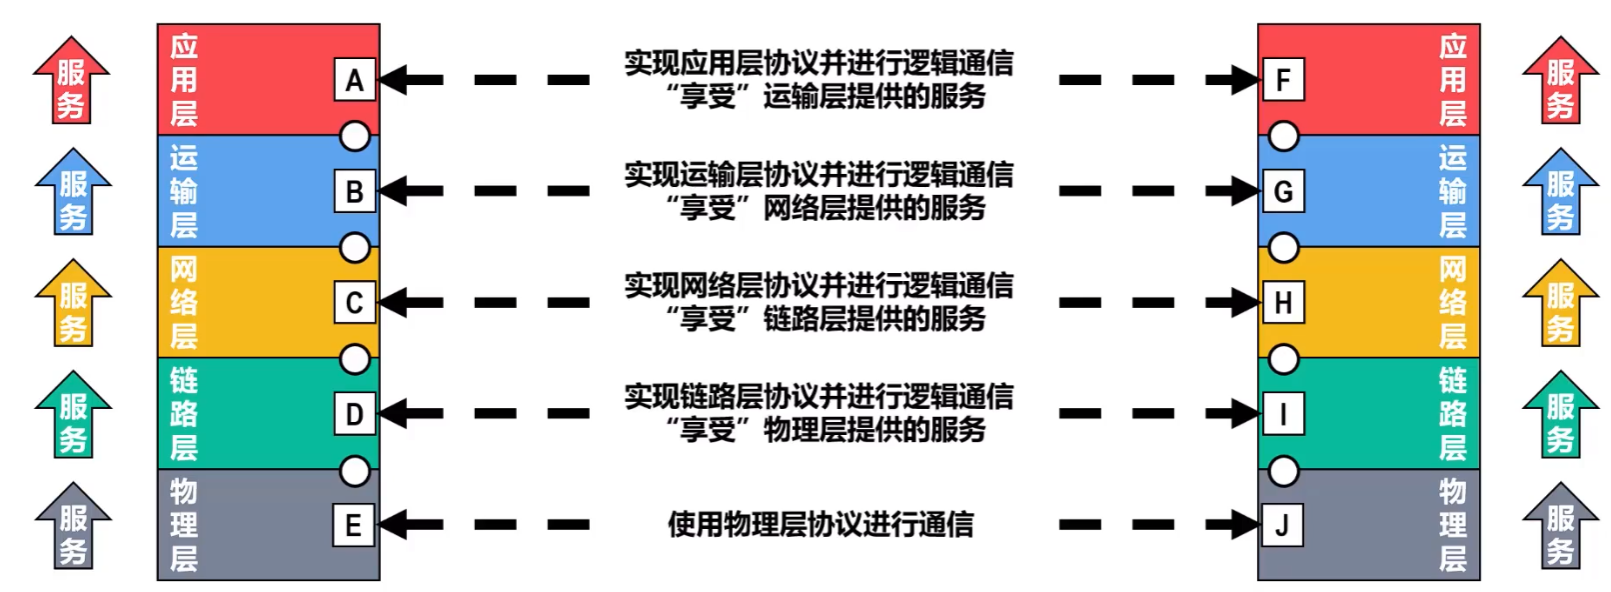 服务
应用层
A
实现应用层协议并进行逻辑通信
“享受”运输层提供的服务
F
应用层
服务
服务
运输层
B
实现运输层协议并进行逻辑通信
“享受”网络层提供的服务
G
运输层
服务
服务
网络层
C
实现网络层协议并进行逻辑通信
“享受”链路层提供的服务
H
网络层
服务
服务
链路层
D
实现链路层协议并进行逻辑通信
“享受”物理层提供的服务
I
链路层
服务
服务
物理层
E
使用物理层协议进行通信
J
物理层
服务